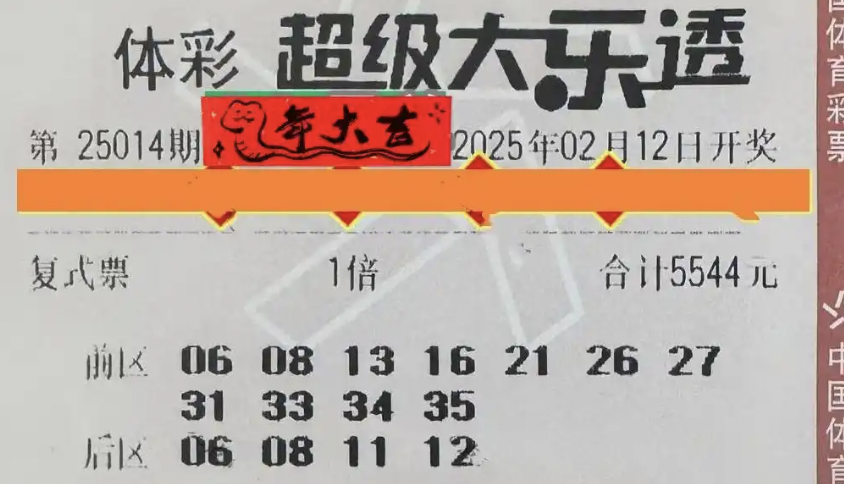 体彩 超级大乐透
第 25014期 年大吉 2025年02月12日开奖
复式票 1倍 合计5544元
前区 06 08 13 16 21 26 27
31 33 34 35
后区 06 08 11 12
国体育彩票
中国体育